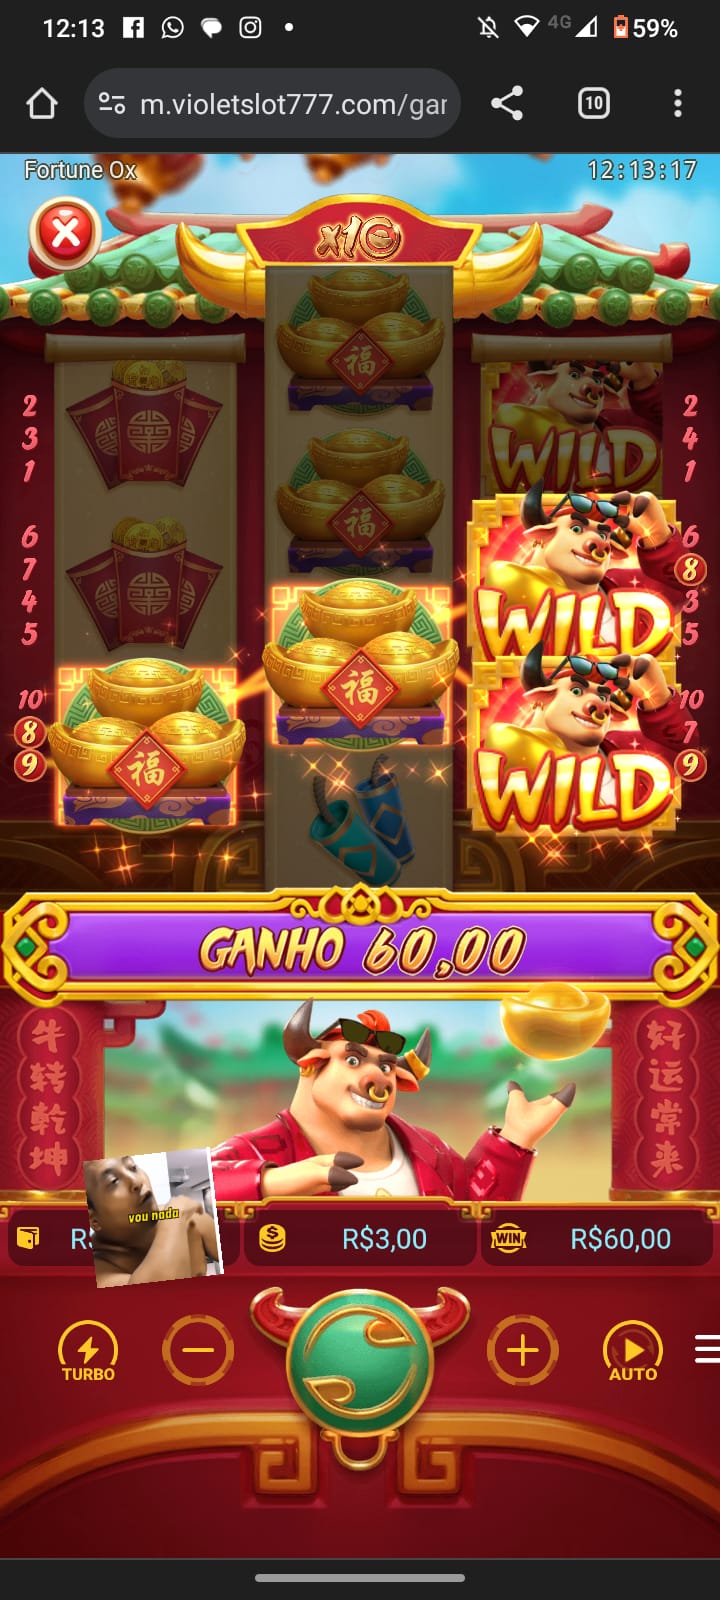 12:13
4G
59%
m.violetslot777.com/gar
10
Fortune Ox
12:13:17
x10
福
福
福
福
WILD
WILD
WILD
2 3 1
6 7 4 5
10 8 9
2 4 1
6 8 3 5
10 7 9
GANHO 60,00
牛转乾坤
好运常来
vou nada
R$3,00
WIN
R$60,00
TURBO
AUTO